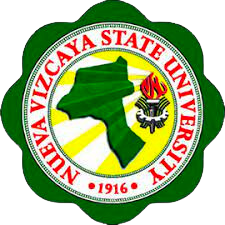 NUEVA VIZCAYA STATE UNIVERSITY
· 1916 ·